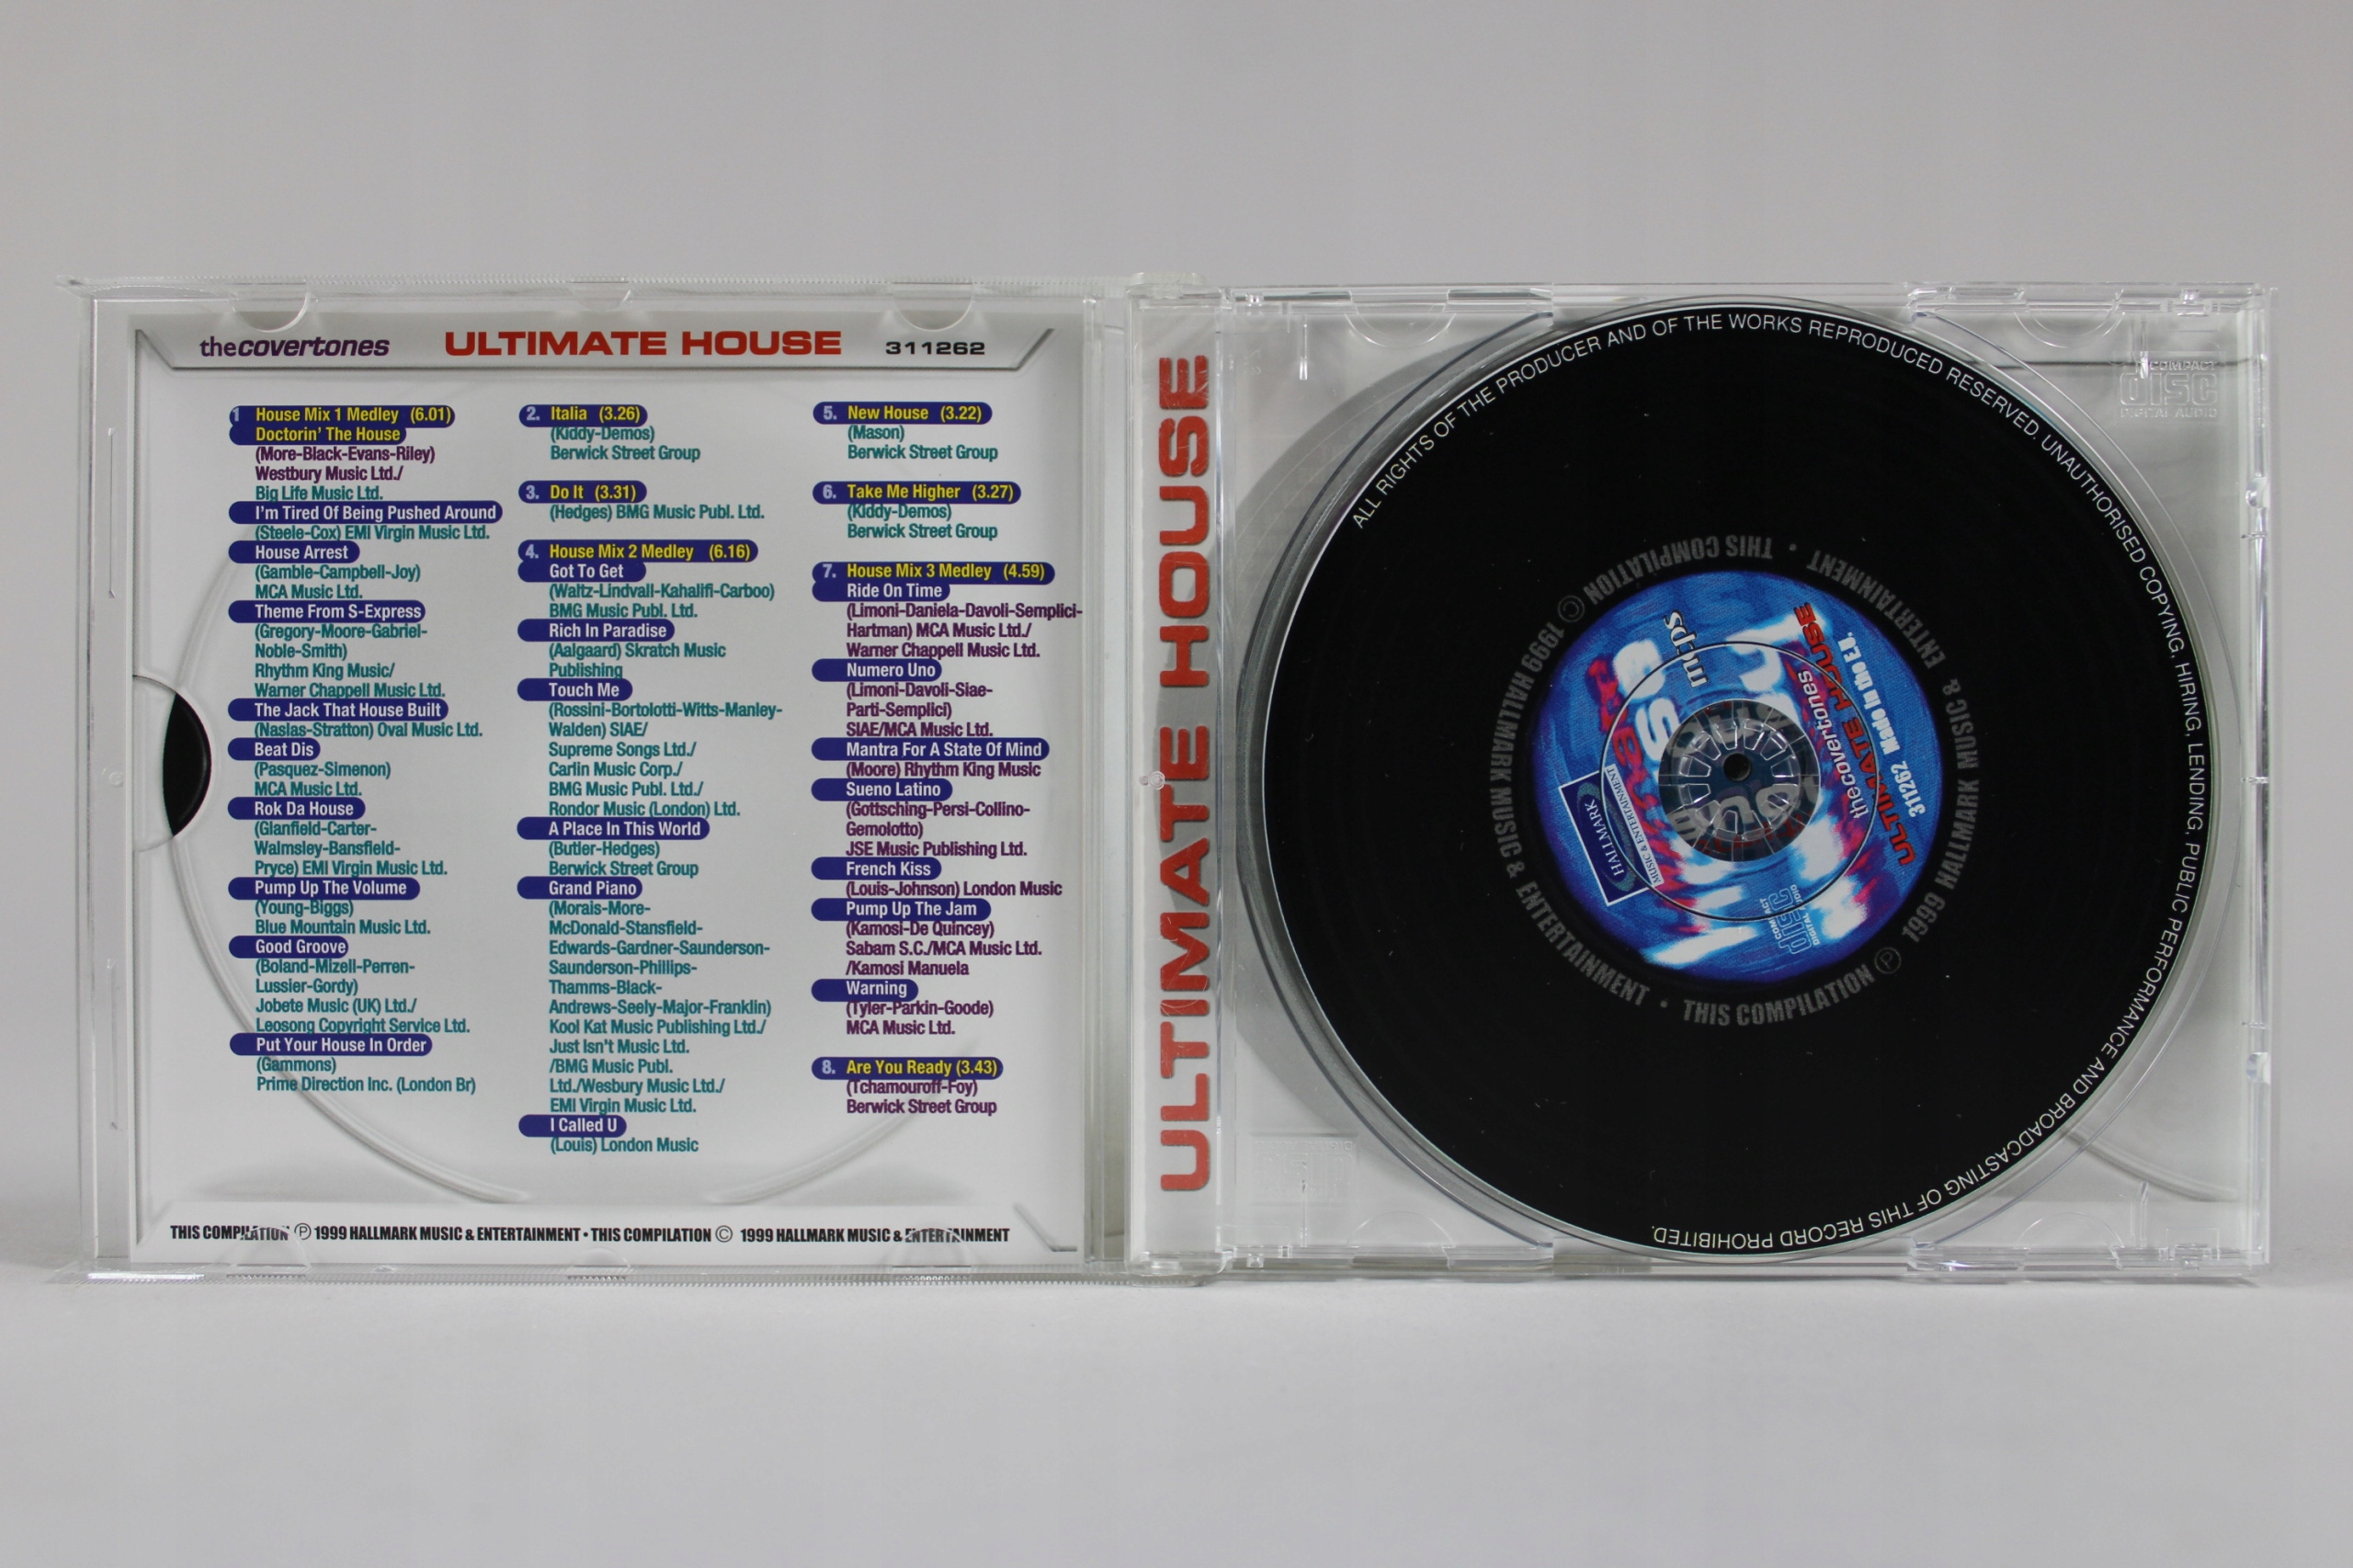 thecovertones ULTIMATE HOUSE 311262
1 House Mix 1 Medley (6.01)
Doctorin' The House
(More-Black-Evans-Riley)
Westbury Music Ltd./
Big Life Music Ltd.
I'm Tired Of Being Pushed Around
(Steele-Cox) EMI Virgin Music Ltd.
House Arrest
(Gamble-Campbell-Joy)
MCA Music Ltd.
Theme From S-Express
(Gregory-Moore-Gabriel-
Noble-Smith)
Rhythm King Music/
Warner Chappell Music Ltd.
The Jack That House Built
(Naslas-Stratton) Oval Music Ltd.
Beat Dis
(Pasquez-Simenon)
MCA Music Ltd.
Rok Da House
(Glanfield-Carter-
Walmsley-Bansfield-
Pryce) EMI Virgin Music Ltd.
Pump Up The Volume
(Young-Biggs)
Blue Mountain Music Ltd.
Good Groove
(Boland-Mizell-Perren-
Lussier-Gordy)
Jobete Music (UK) Ltd./
Leosong Copyright Service Ltd.
Put Your House In Order
(Gammons)
Prime Direction Inc. (London Br)
2. Italia (3.26)
(Kiddy-Demos)
Berwick Street Group
3. Do It (3.31)
(Hedges) BMG Music Publ. Ltd.
4. House Mix 2 Medley (6.16)
Got To Get
(Waltz-Lindvall-Kahalifi-Carboo)
BMG Music Publ. Ltd.
Rich In Paradise
(Aalgaard) Skratch Music
Publishing
Touch Me
(Rossini-Bortolotti-Witts-Manley-
Walden) SIAE/
Supreme Songs Ltd./
Carlin Music Corp./
BMG Music Publ. Ltd./
Rondor Music (London) Ltd.
A Place In This World
(Butler-Hedges)
Berwick Street Group
Grand Piano
(Morais-More-
McDonald-Stansfield-
Edwards-Gardner-Saunderson-
Saunderson-Phillips-
Thamms-Black-
Andrews-Seely-Major-Franklin)
Kool Kat Music Publishing Ltd./
Just Isn't Music Ltd.
/BMG Music Publ.
Ltd./Wesbury Music Ltd./
EMI Virgin Music Ltd.
I Called U
(Louis) London Music
5. New House (3.22)
(Mason)
Berwick Street Group
6. Take Me Higher (3.27)
(Kiddy-Demos)
Berwick Street Group
7. House Mix 3 Medley (4.59)
Ride On Time
(Limoni-Daniela-Davoli-Semplici-
Hartman) MCA Music Ltd./
Warner Chappell Music Ltd.
Numero Uno
(Limoni-Davoli-Siae-
Parti-Semplici)
SIAE/MCA Music Ltd.
Mantra For A State Of Mind
(Moore) Rhythm King Music
Sueno Latino
(Gottsching-Persi-Collino-
Gemolotto)
JSE Music Publishing Ltd.
French Kiss
(Louis-Johnson) London Music
Pump Up The Jam
(Kamosi-De Quincey)
Sabam S.C./MCA Music Ltd.
/Kamosi Manuela
Warning
(Tyler-Parkin-Goode)
MCA Music Ltd.
8. Are You Ready (3.43)
(Tchamouroff-Foy)
Berwick Street Group
THIS COMPILATION ℗ 1999 HALLMARK MUSIC & ENTERTAINMENT • THIS COMPILATION © 1999 HALLMARK MUSIC & ENTERTAINMENT
ULTIMATE HOUSE
ALL RIGHTS OF THE PRODUCER AND OF THE WORKS REPRODUCED RESERVED. UNAUTHORISED COPYING, HIRING, LENDING, PUBLIC PERFORMANCE AND BROADCASTING OF THIS RECORD PROHIBITED.
THIS COMPILATION ℗ 1999 HALLMARK MUSIC & ENTERTAINMENT • THIS COMPILATION © 1999 HALLMARK MUSIC & ENTERTAINMENT •
mcps
thecovertones
ULTIMATE HOUSE
311262 Made in the E.U.
HALLMARK
MUSIC & ENTERTAINMENT
COMPACT
disc
DIGITAL AUDIO
COMPACT
disc
DIGITAL AUDIO